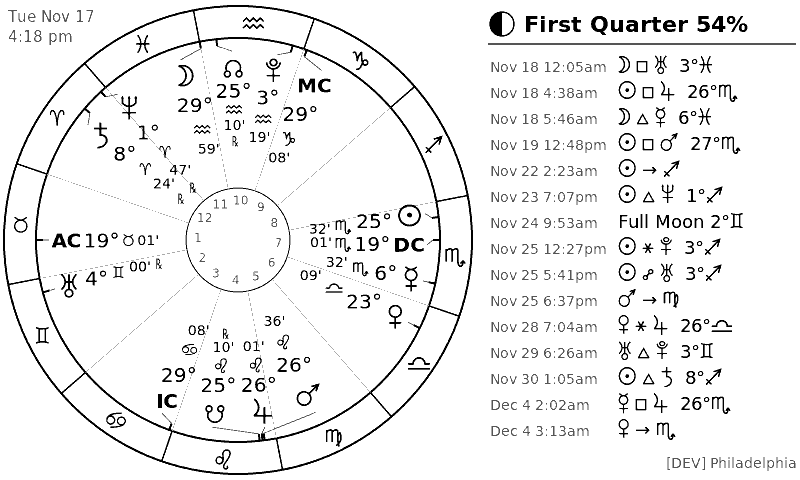 Tue Nov 17
4:18 pm
First Quarter 54%
Nov 18 12:05am ☽ □ ♅ 3°♓
Nov 18 4:38am ☉ □ ♃ 26°♏
Nov 18 5:46am ☽ △ ☿ 6°♓
Nov 19 12:48pm ☉ □ ♂ 27°♏
Nov 22 2:23am ☉ → ♐
Nov 23 7:07pm ☉ △ ♆ 1°♐
Nov 24 9:53am Full Moon 2°♊
Nov 25 12:27pm ☉ ⚹ ♇ 3°♐
Nov 25 5:41pm ☉ ☍ ♅ 3°♐
Nov 25 6:37pm ♂ → ♍
Nov 28 7:04am ♀ ⚹ ♃ 26°♎
Nov 29 6:26am ♅ △ ♇ 3°♊
Nov 30 1:05am ☉ △ ♄ 8°♐
Dec 4 2:02am ☿ □ ♃ 26°♏
Dec 4 3:13am ♀ → ♏
[DEV] Philadelphia
♒
♓
♑
♈
♐
♉
♏
♊
♎
♋
♍
♌
☽ 29° ♒ 59'
☊ 25° ♒ 10' ℞
♇ 3° ♒ 19'
MC 29° ♑ 08'
♆ 1° ♈ 47' ℞
♄ 8° ♈ 24' ℞
AC 19° ♉ 01'
♅ 4° ♊ 00' ℞
32' ♏ 25° ☉
01' ♏ 19° DC
32' ♏ 6° ☿
09' ♎ 23° ♀
08' ♋ 29° IC
℞ 10' ♌ 25° ☋
01' ♌ 26° ♃
36' ♌ 26° ♂
1
2
3
4
5
6
7
8
9
10
11
12